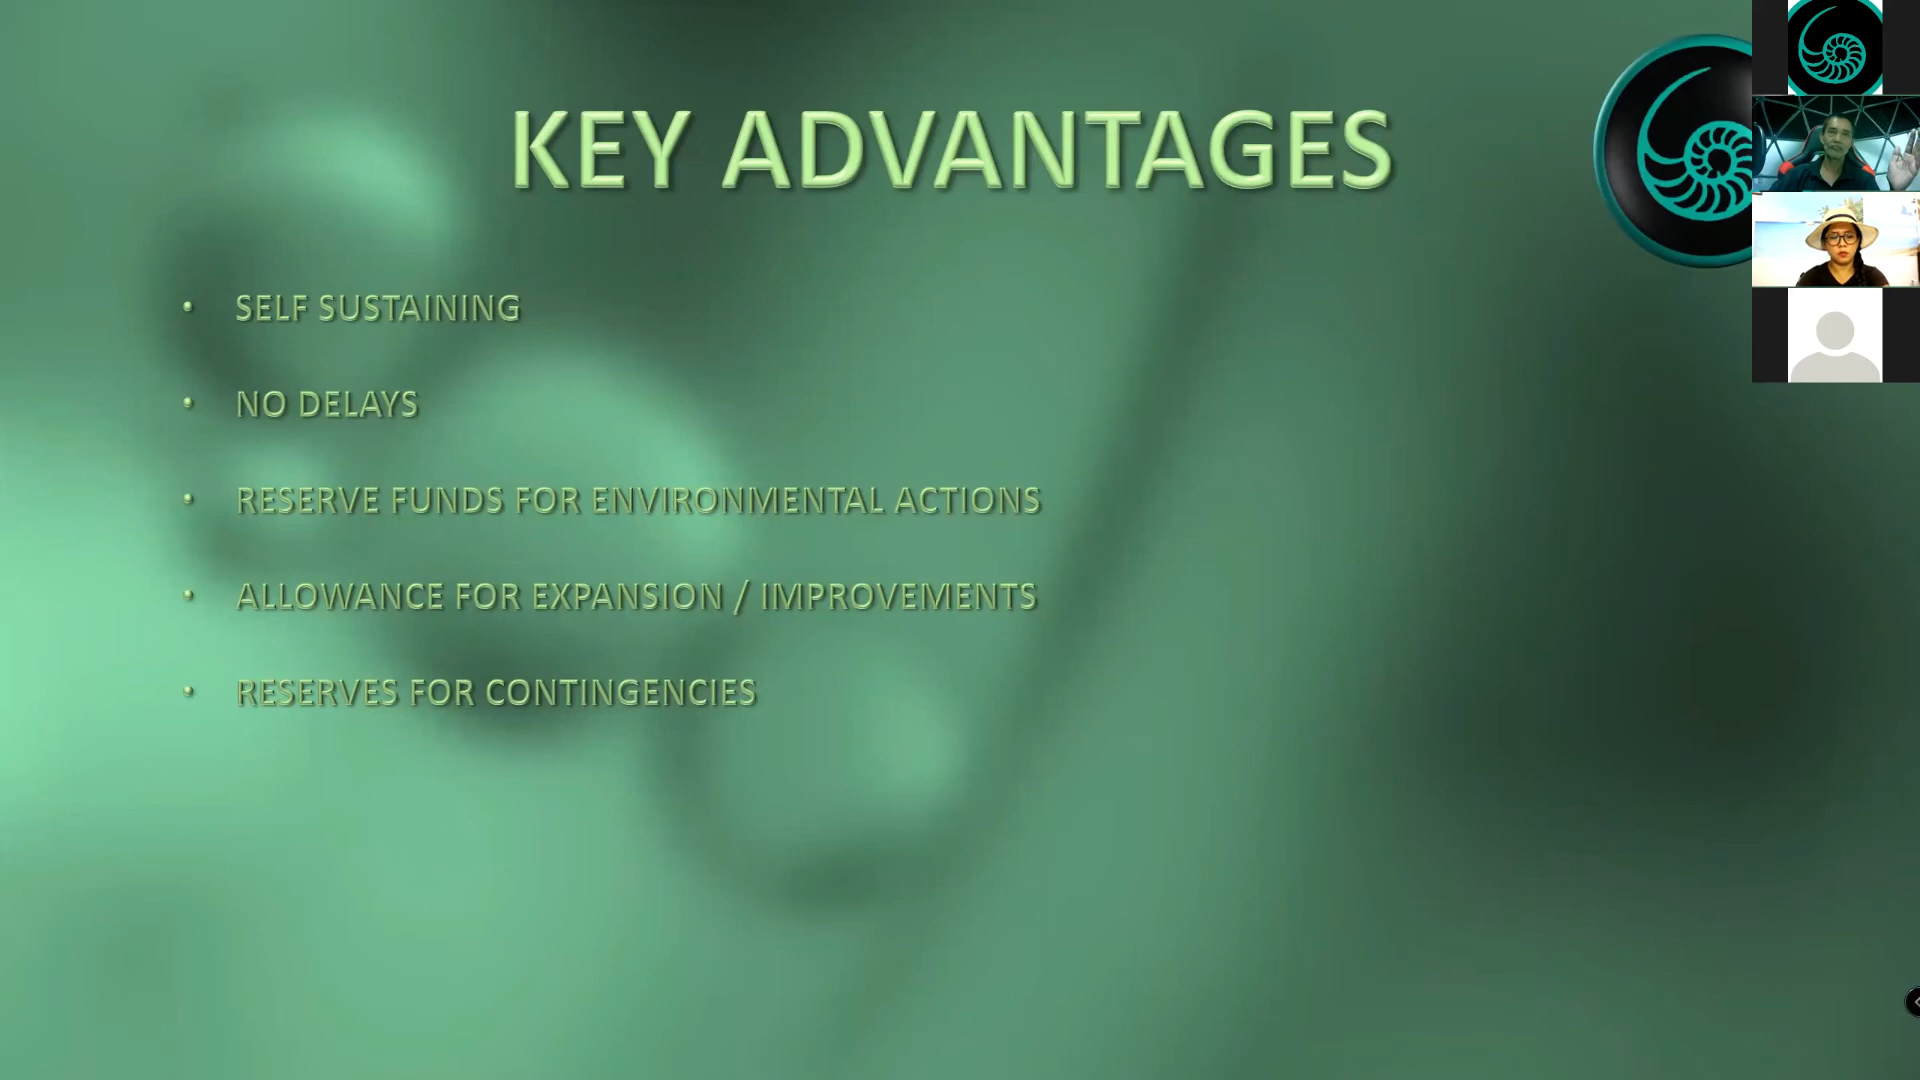 KEY ADVANTAGES
• SELF SUSTAINING
• NO DELAYS
• RESERVE FUNDS FOR ENVIRONMENTAL ACTIONS
• ALLOWANCE FOR EXPANSION / IMPROVEMENTS
• RESERVES FOR CONTINGENCIES